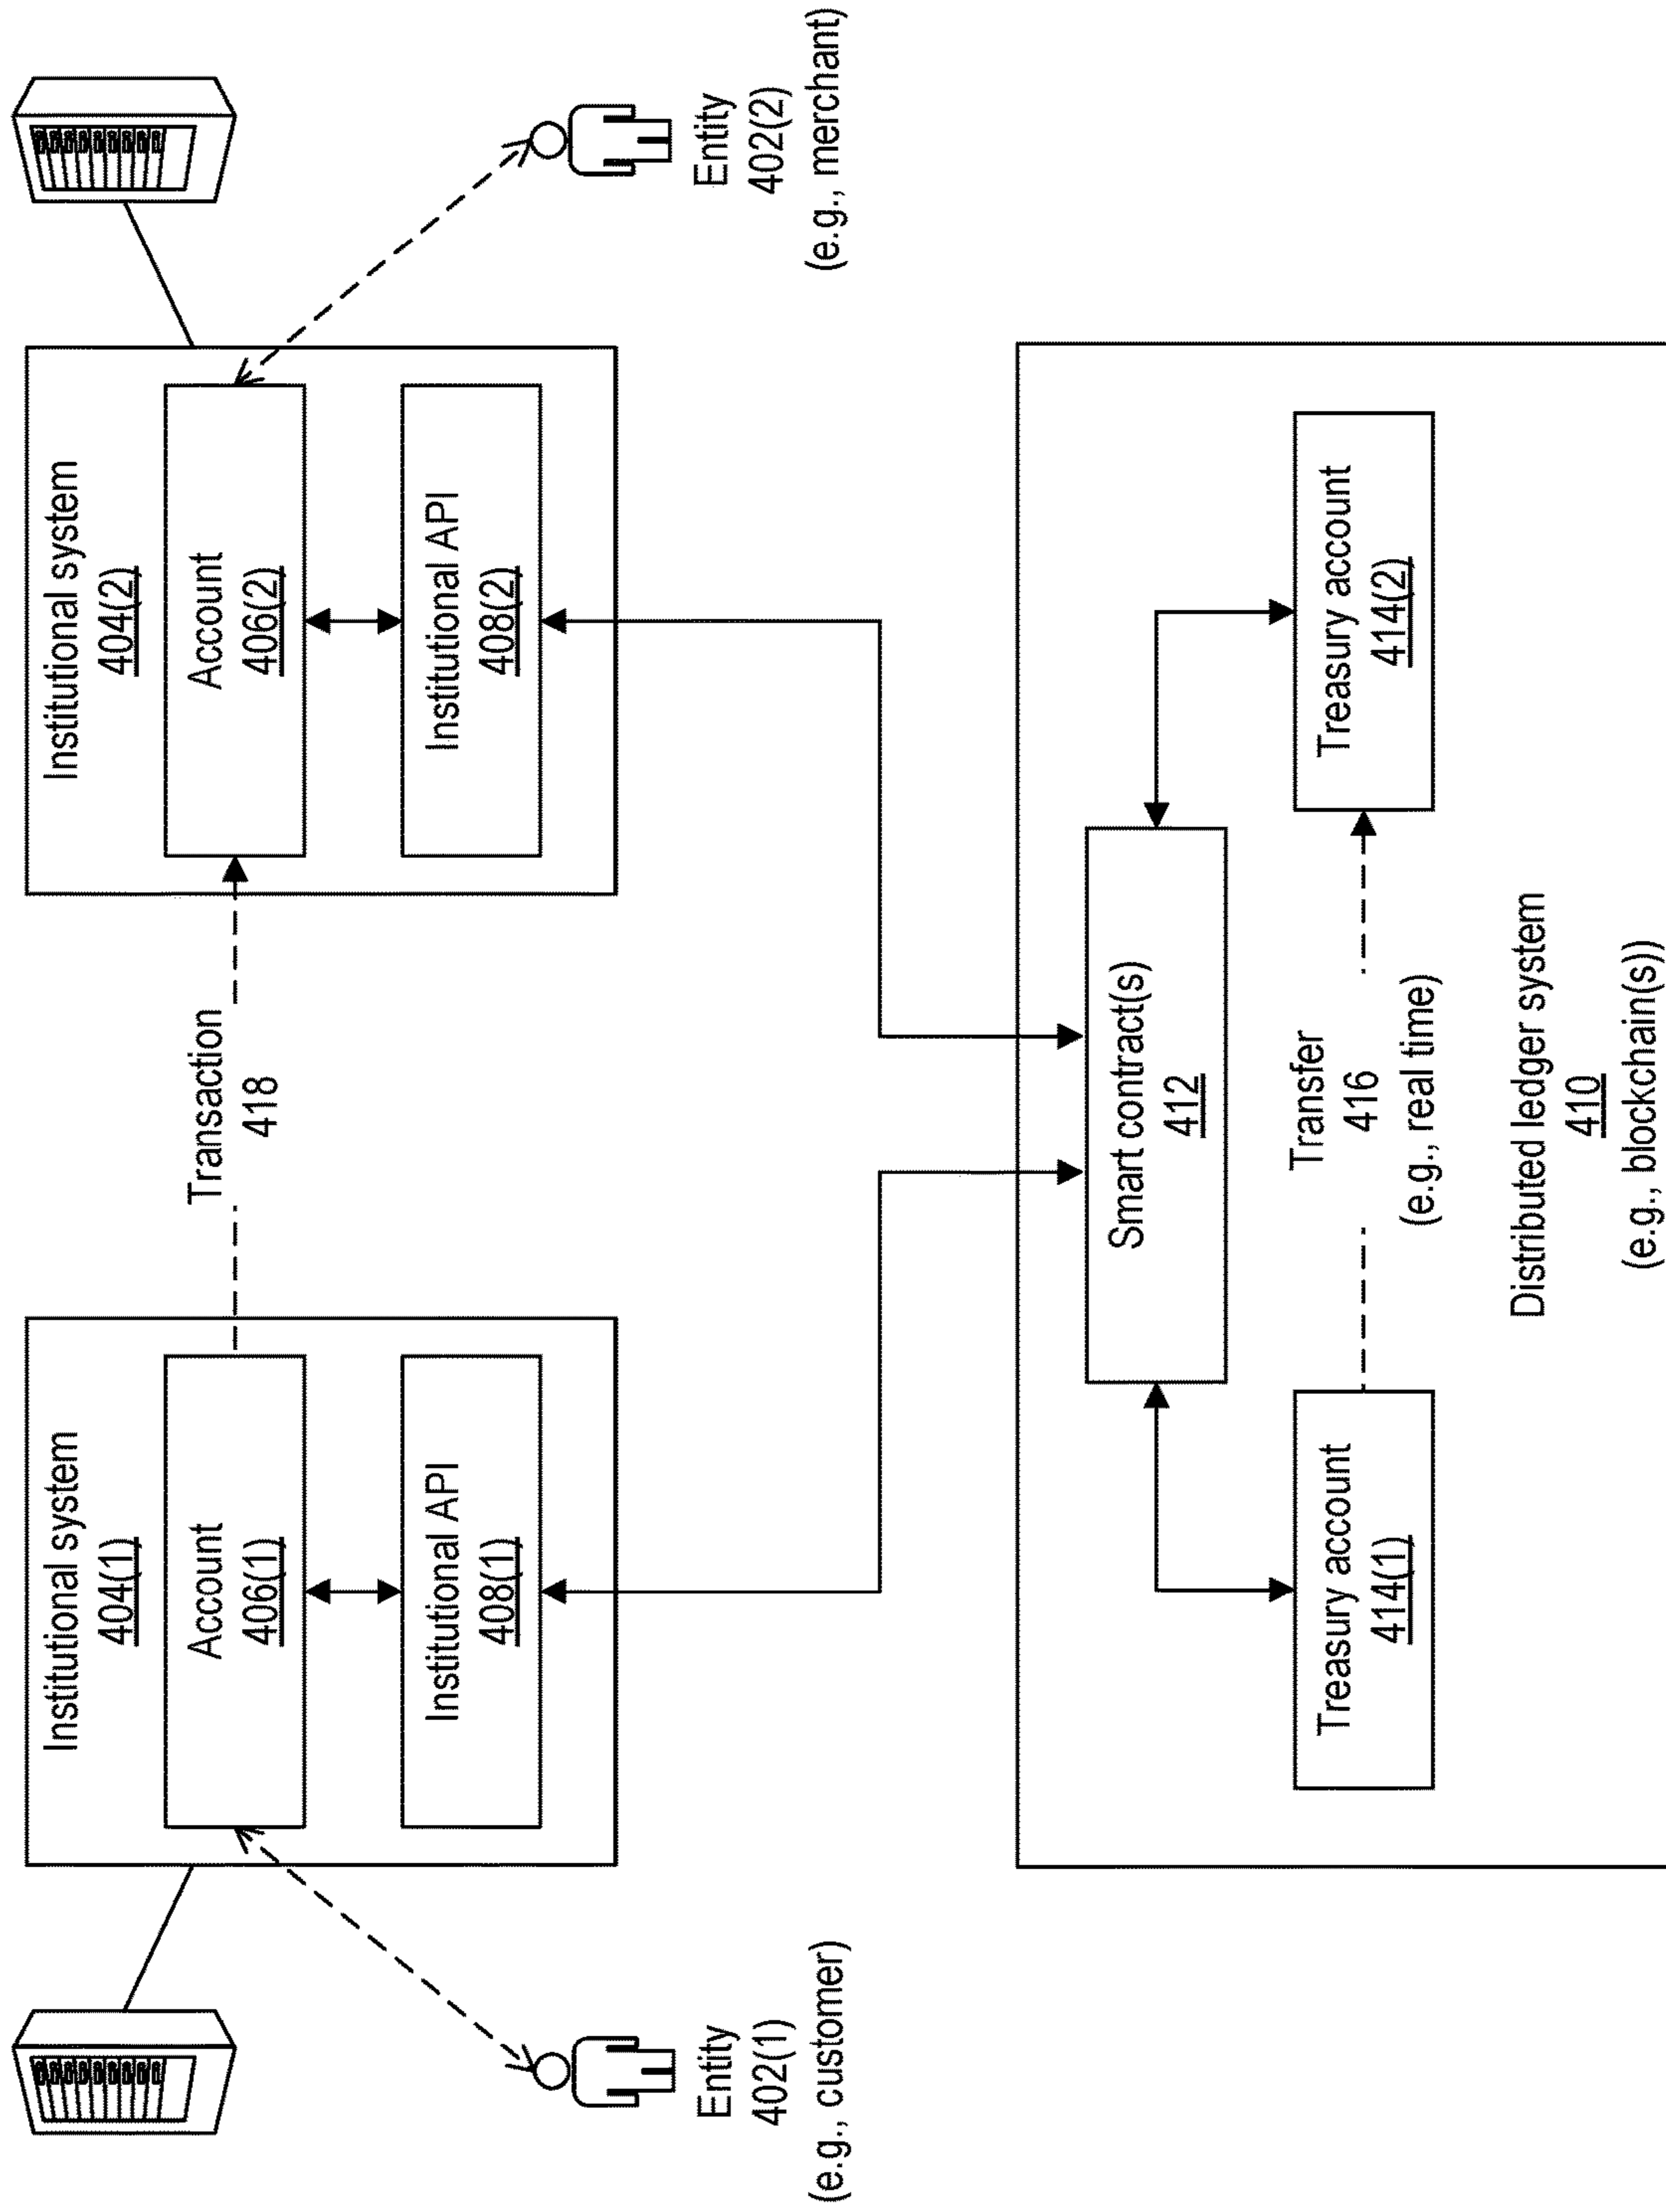 Institutional system
404(1)
Account
406(1)
Institutional API
408(1)
Transaction
418
Institutional system
404(2)
Account
406(2)
Institutional API
408(2)
Entity
402(1)
(e.g., customer)
Entity
402(2)
(e.g., merchant)
Smart contract(s)
412
Treasury account
414(1)
Transfer
416
(e.g., real time)
Treasury account
414(2)
Distributed ledger system
410
(e.g., blockchain(s))